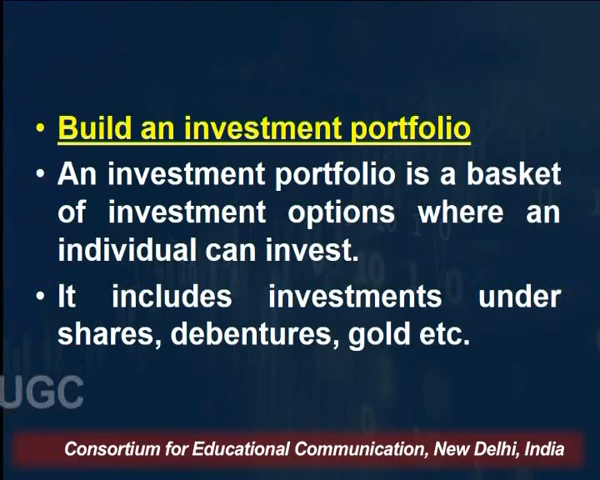 • Build an investment portfolio
• An investment portfolio is a basket
of investment options where an
individual can invest.
• It includes investments under
shares, debentures, gold etc.
UGC
Consortium for Educational Communication, New Delhi, India